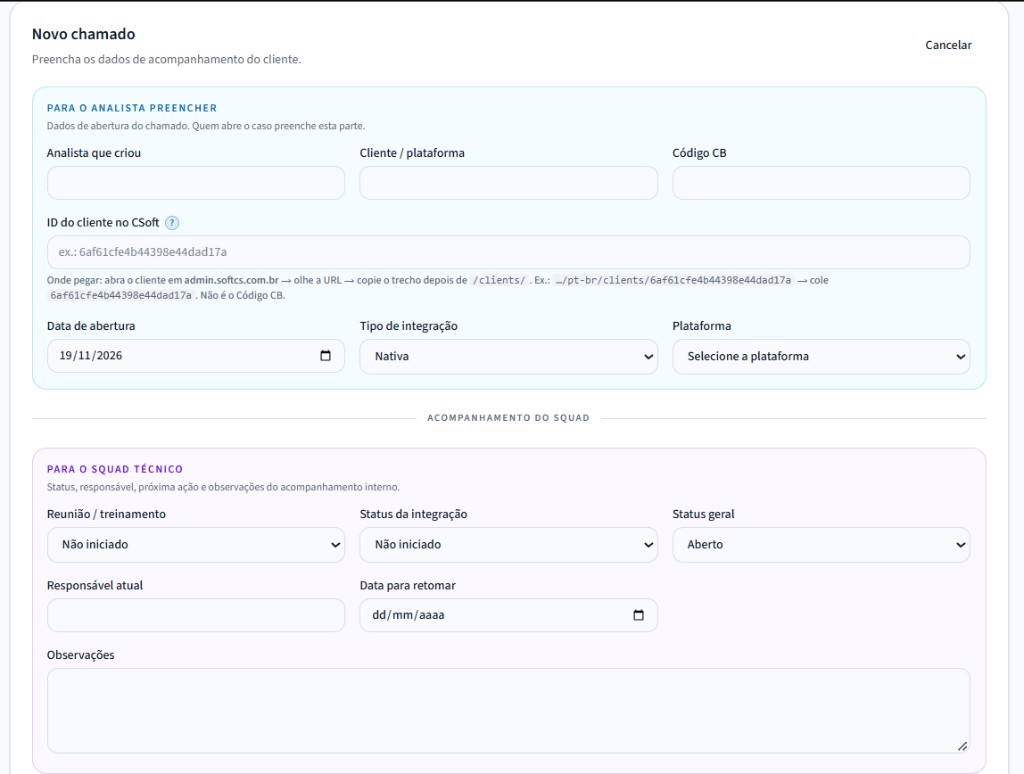 Novo chamado
Cancelar
Preencha os dados de acompanhamento do cliente.
PARA O ANALISTA PREENCHER
Dados de abertura do chamado. Quem abre o caso preenche esta parte.
Analista que criou
Cliente / plataforma
Código CB
ID do cliente no CSoft ?
ex.: 6af61cfe4b44398e44dad17a
Onde pegar: abra o cliente em admin.softcs.com.br → olhe a URL → copie o trecho depois de /clients/ . Ex.: …/pt-br/clients/6af61cfe4b44398e44dad17a → cole
6af61cfe4b44398e44dad17a . Não é o Código CB.
Data de abertura
Tipo de integração
Plataforma
19/11/2026
Nativa
Selecione a plataforma
ACOMPANHAMENTO DO SQUAD
PARA O SQUAD TÉCNICO
Status, responsável, próxima ação e observações do acompanhamento interno.
Reunião / treinamento
Status da integração
Status geral
Não iniciado
Não iniciado
Aberto
Responsável atual
Data para retomar
dd/mm/aaaa
Observações